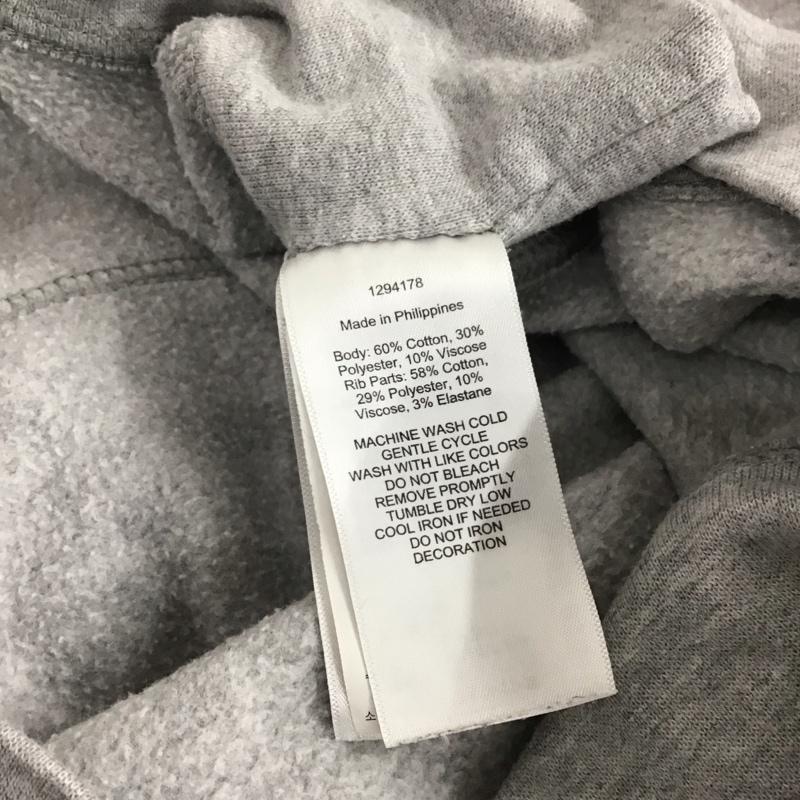 1294178
Made in Philippines
Body: 60% Cotton, 30%
Polyester, 10% Viscose
Rib Parts: 58% Cotton,
29% Polyester, 10%
Viscose, 3% Elastane
MACHINE WASH COLD
GENTLE CYCLE
WASH WITH LIKE COLORS
DO NOT BLEACH
REMOVE PROMPTLY
TUMBLE DRY LOW
COOL IRON IF NEEDED
DO NOT IRON
DECORATION
소